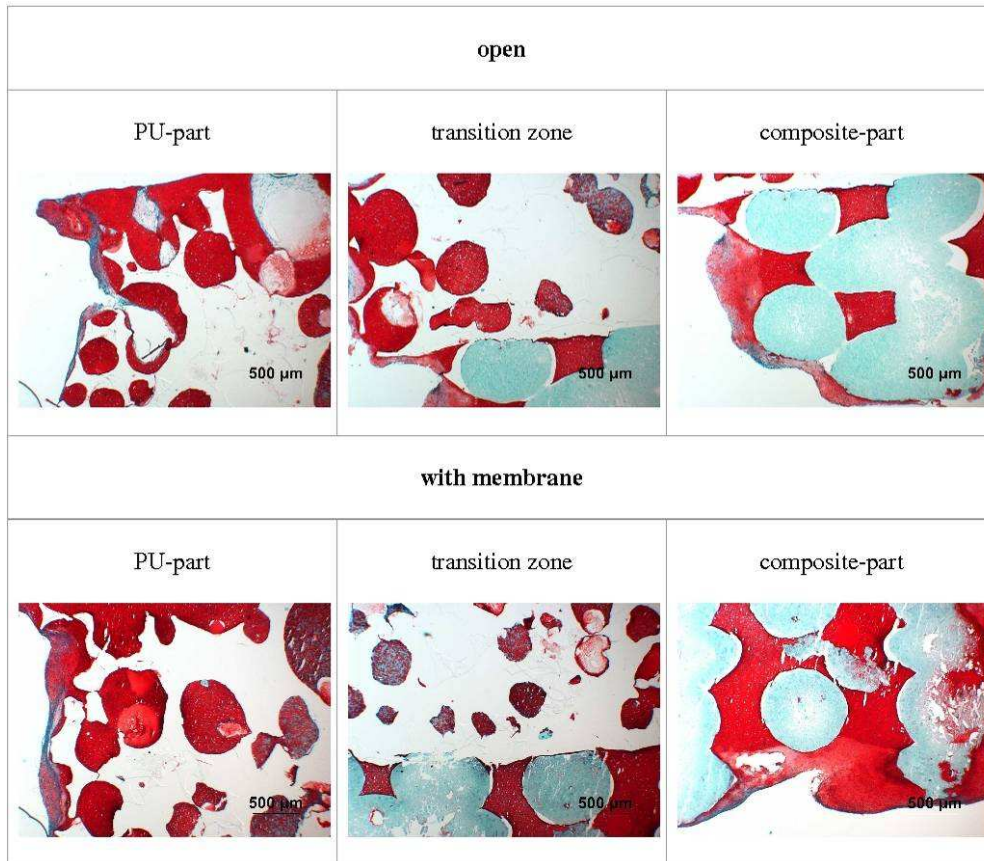 open
PU-part transition zone composite-part
500 µm 500 µm 500 µm
with membrane
PU-part transition zone composite-part
500 µm 500 µm 500 µm